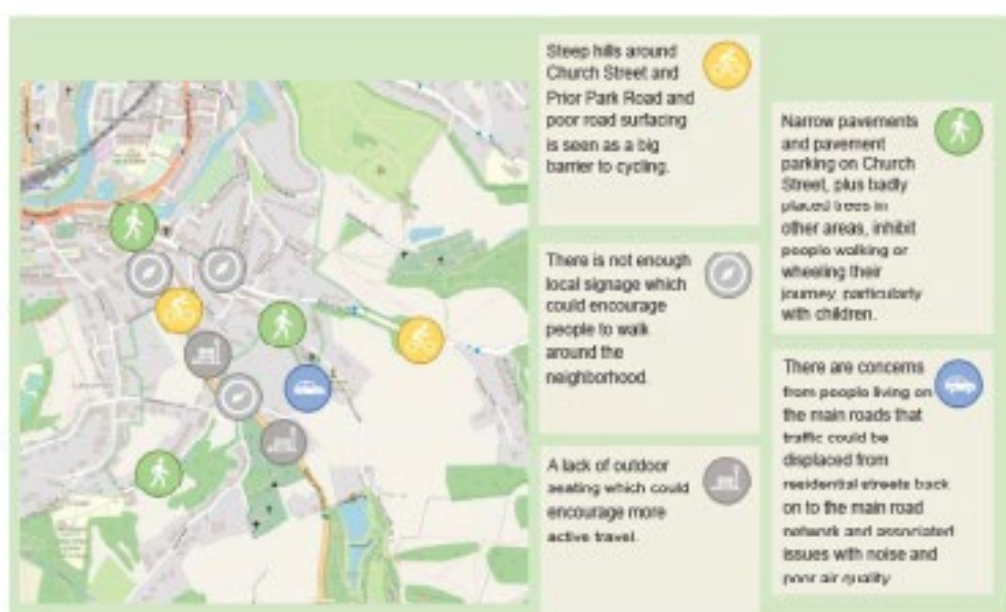 Steep hills around
Church Street and
Prior Park Road and
poor road surfacing
is seen as a big
barrier to cycling.
There is not enough
local signage which
could encourage
people to walk
around the
neighborhood.
A lack of outdoor
seating which could
encourage more
active travel.
Narrow pavements
and pavement
parking on Church
Street, plus badly
placed trees in
other areas, inhibit
people walking or
wheeling their
journey, particularly
with children.
There are concerns
from people living on
the main roads that
traffic could be
displaced from
residential streets back
on to the main road
network and associated
issues with noise and
poor air quality